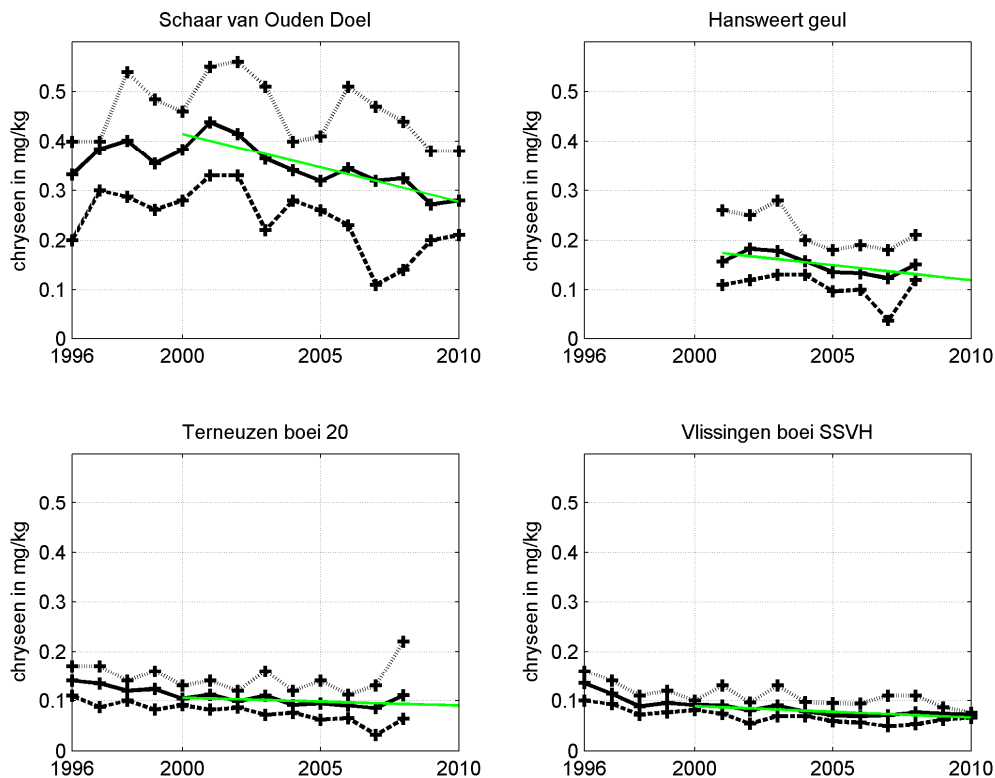 Schaar van Ouden Doel
chryseen in mg/kg
0.5
0.4
0.3
0.2
0.1
0
1996 2000 2005 2010
Hansweert geul
chryseen in mg/kg
0.5
0.4
0.3
0.2
0.1
0
1996 2000 2005 2010
Terneuzen boei 20
chryseen in mg/kg
0.5
0.4
0.3
0.2
0.1
0
1996 2000 2005 2010
Vlissingen boei SSVH
chryseen in mg/kg
0.5
0.4
0.3
0.2
0.1
0
1996 2000 2005 2010